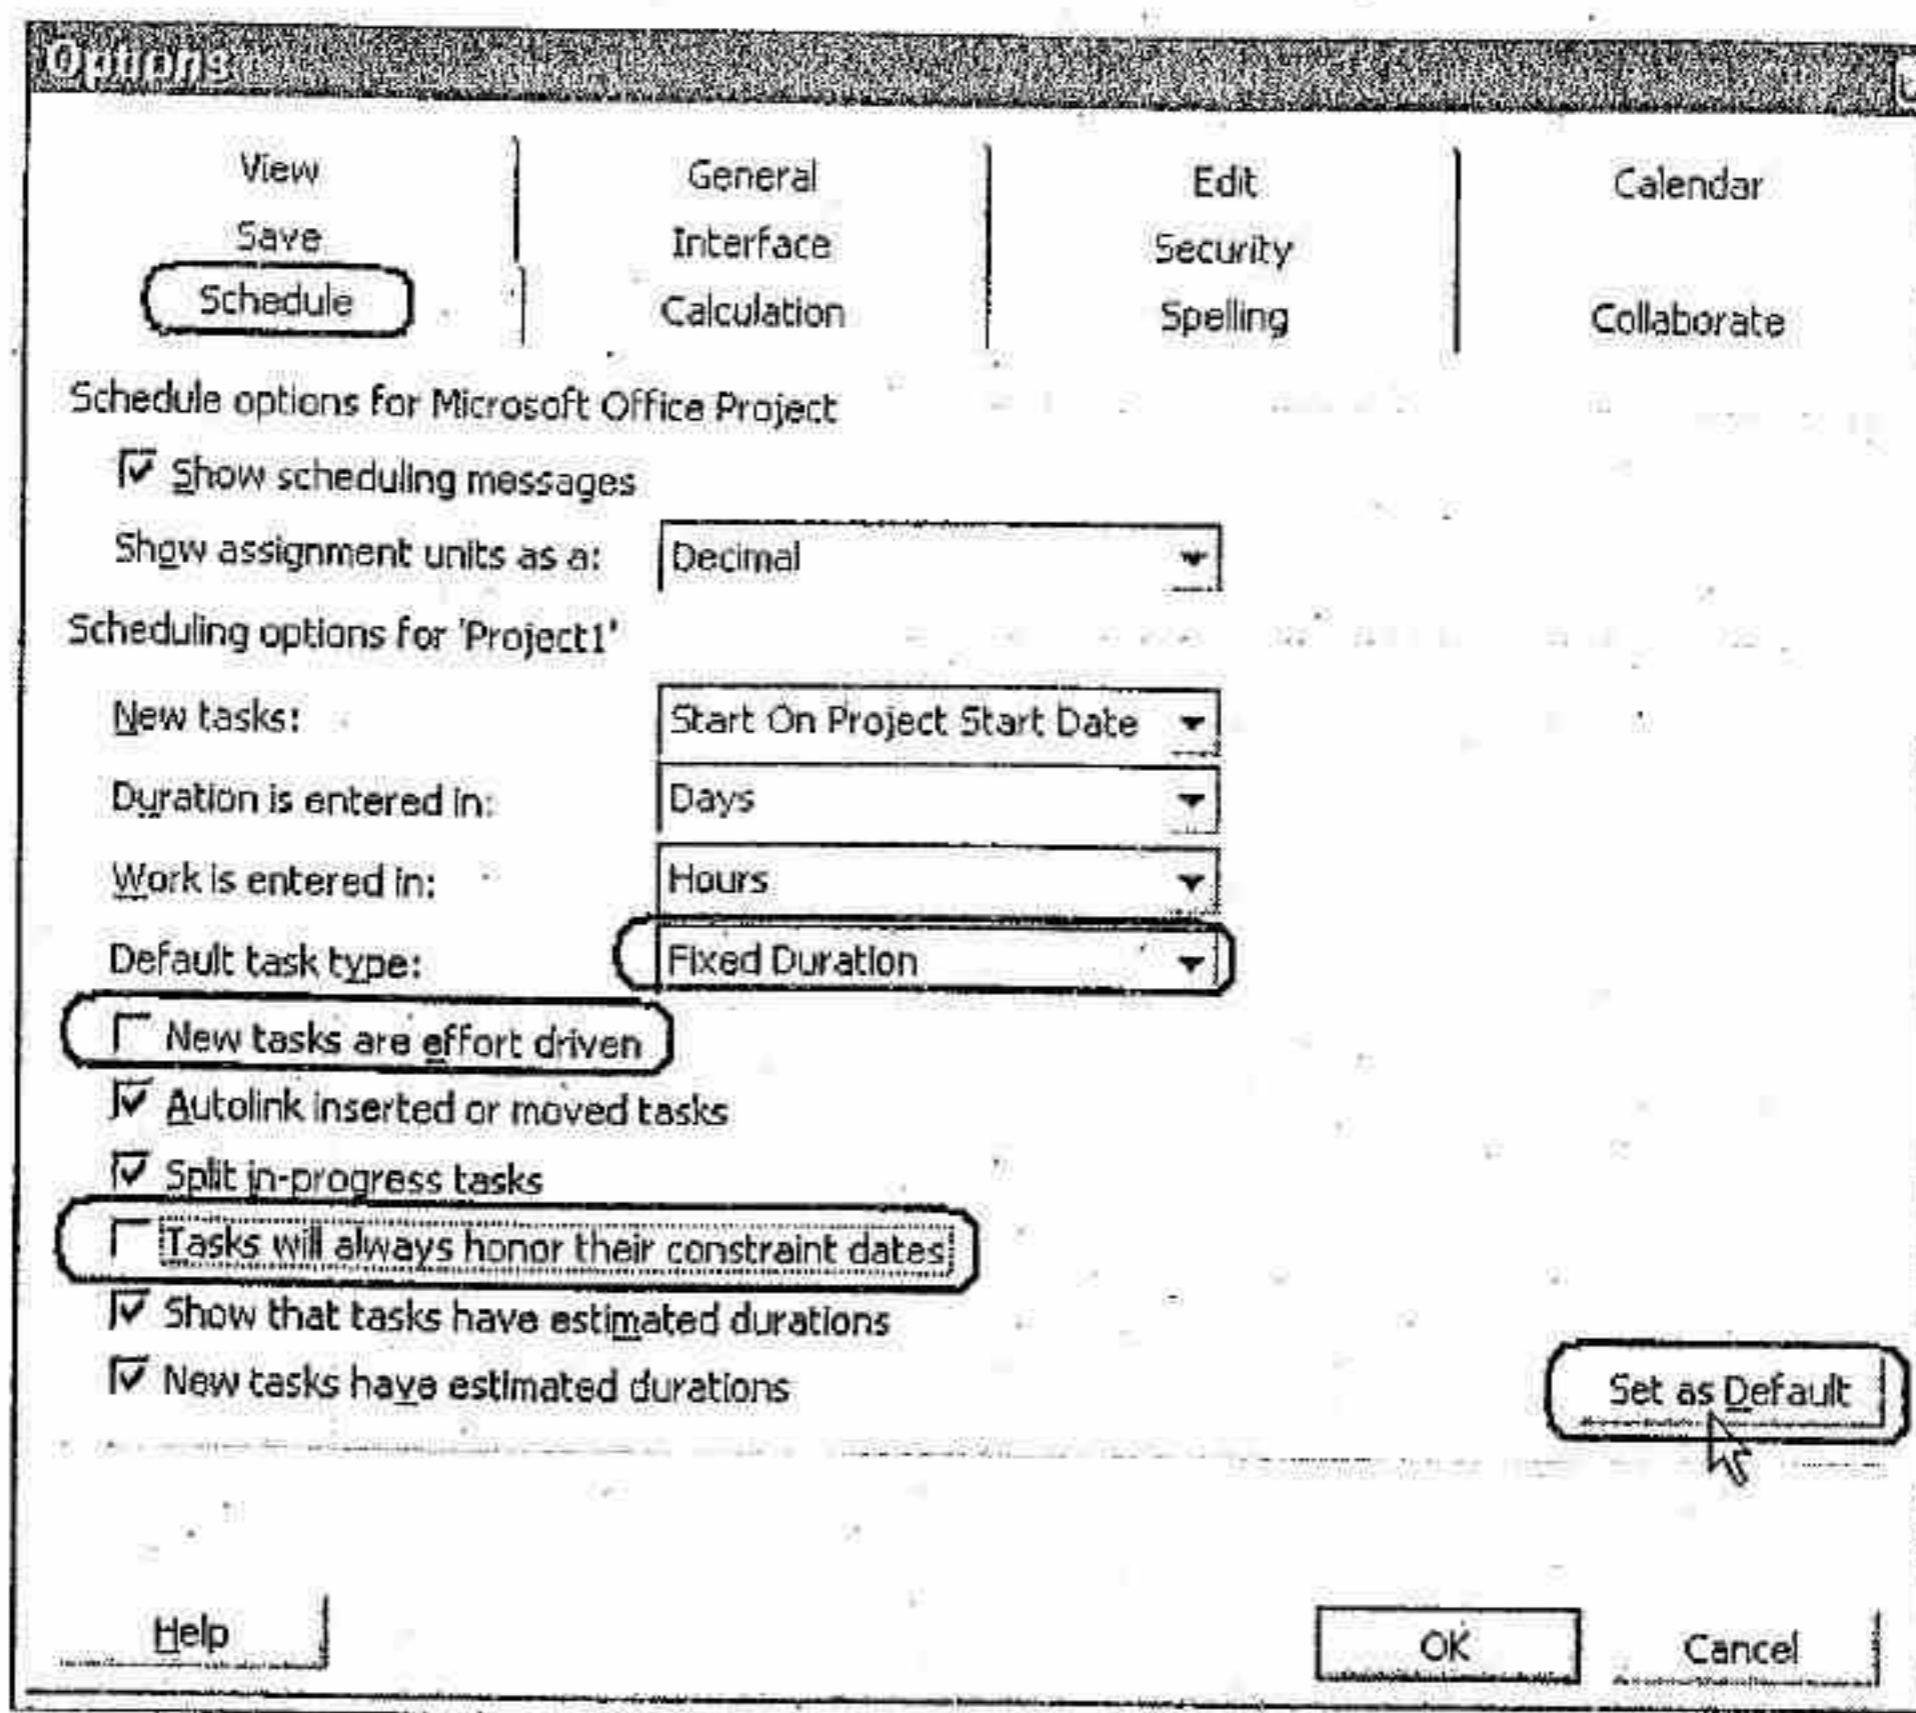 Options
View General Edit Calendar
Save Interface Security
Schedule Calculation Spelling Collaborate
Schedule options for Microsoft Office Project
Show scheduling messages
Show assignment units as a: Decimal
Scheduling options for 'Project1'
New tasks: Start On Project Start Date
Duration is entered in: Days
Work is entered in: Hours
Default task type: Fixed Duration
New tasks are effort driven
Autolink inserted or moved tasks
Split in-progress tasks
Tasks will always honor their constraint dates
Show that tasks have estimated durations
New tasks have estimated durations
Set as Default
Help OK Cancel